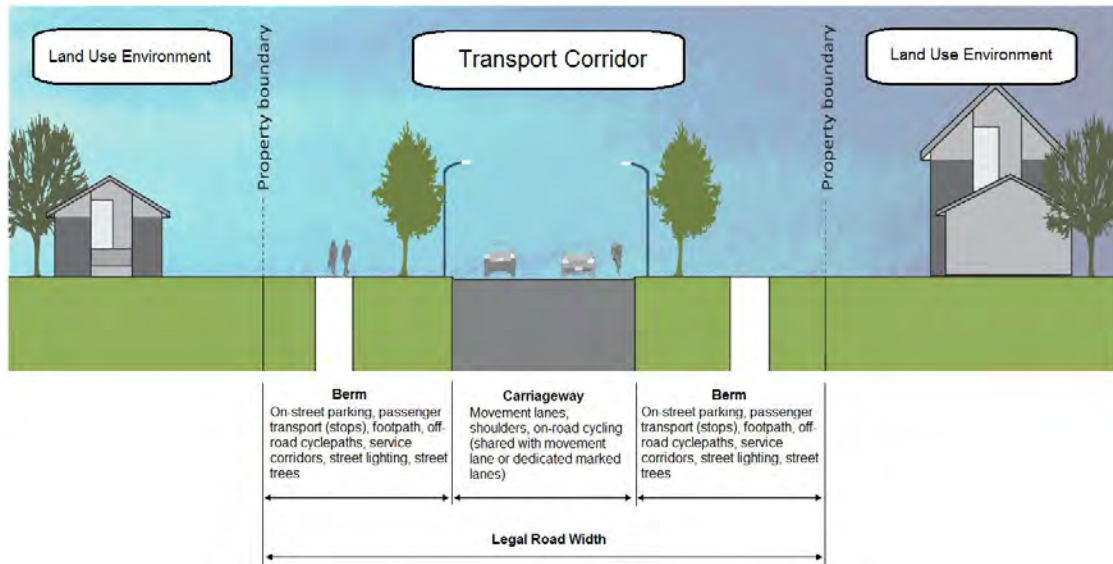 Land Use Environment
Transport Corridor
Land Use Environment
Property boundary
Property boundary
Berm
On-street parking, passenger
transport (stops), footpath, off-
road cyclepaths, service
corridors, street lighting, street
trees
Carriageway
Movement lanes,
shoulders, on-road cycling
(shared with movement
lane or dedicated marked
lanes)
Berm
On-street parking, passenger
transport (stops), footpath, off-
road cyclepaths, service
corridors, street lighting, street
trees
Legal Road Width